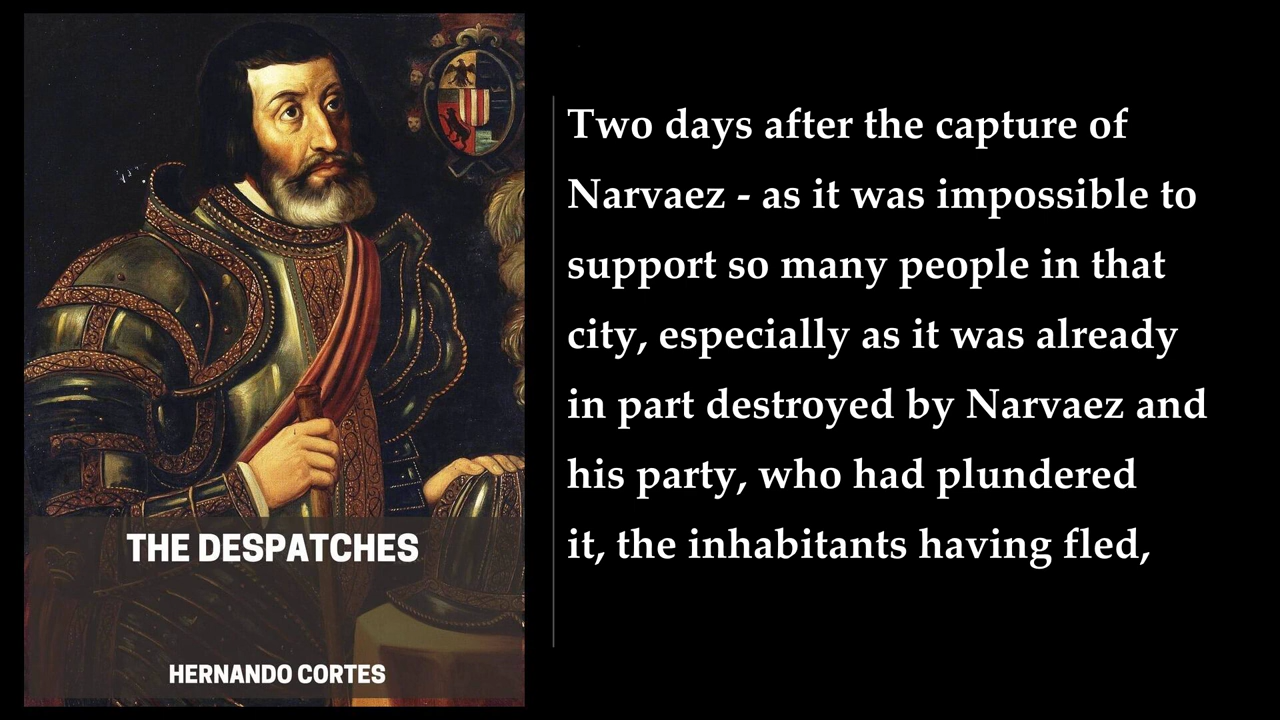 THE DESPATCHES
HERNANDO CORTES
Two days after the capture of
Narvaez - as it was impossible to
support so many people in that
city, especially as it was already
in part destroyed by Narvaez and
his party, who had plundered
it, the inhabitants having fled,